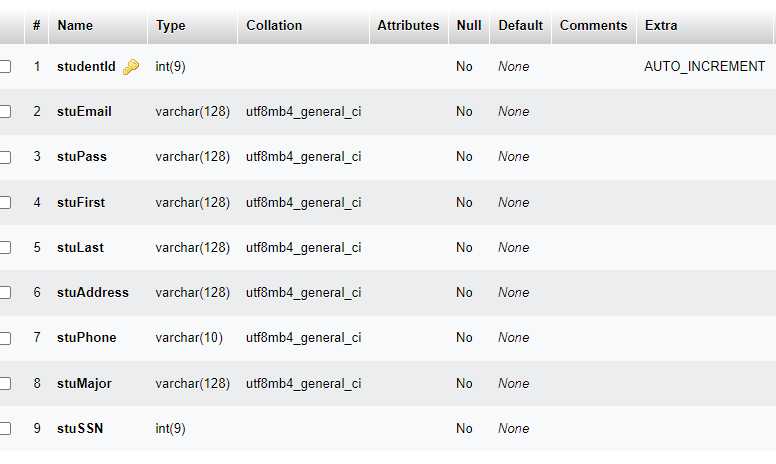 # Name Type Collation Attributes Null Default Comments Extra
1 studentId int(9) No None AUTO_INCREMENT
2 stuEmail varchar(128) utf8mb4_general_ci No None
3 stuPass varchar(128) utf8mb4_general_ci No None
4 stuFirst varchar(128) utf8mb4_general_ci No None
5 stuLast varchar(128) utf8mb4_general_ci No None
6 stuAddress varchar(128) utf8mb4_general_ci No None
7 stuPhone varchar(10) utf8mb4_general_ci No None
8 stuMajor varchar(128) utf8mb4_general_ci No None
9 stuSSN int(9) No None